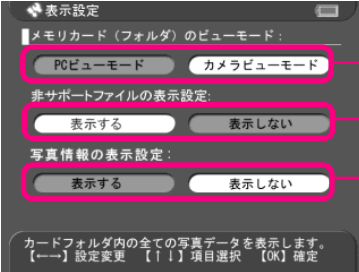 表示設定
メモリカード（フォルダ）のビューモード：
PCビューモード カメラビューモード
非サポートファイルの表示設定:
表示する 表示しない
写真情報の表示設定：
表示する 表示しない
カードフォルダ内の全ての写真データを表示します。
【←→】設定変更 【↑↓】項目選択 【OK】確定